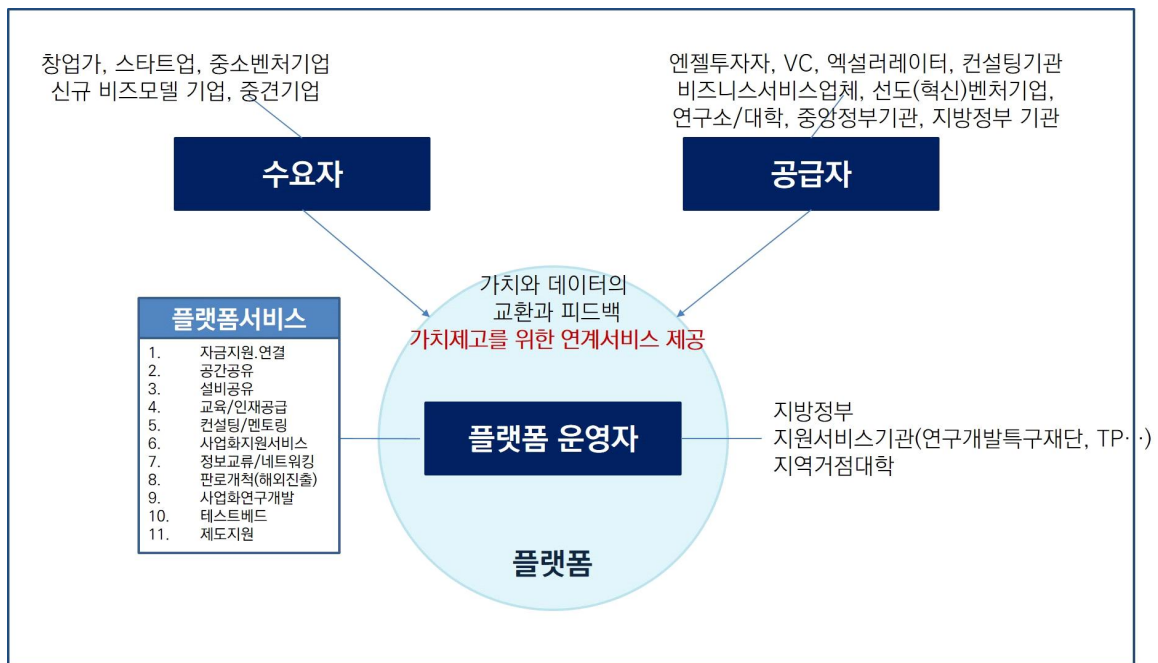 창업가, 스타트업, 중소벤처기업
신규 비즈모델 기업, 중견기업
엔젤투자자, VC, 엑설러레이터, 컨설팅기관
비즈니스서비스업체, 선도(혁신)벤처기업,
연구소/대학, 중앙정부기관, 지방정부 기관
수요자
공급자
가치와 데이터의
교환과 피드백
가치제고를 위한 연계서비스 제공
플랫폼서비스
1. 자금지원.연결
2. 공간공유
3. 설비공유
4. 교육/인재공급
5. 컨설팅/멘토링
6. 사업화지원서비스
7. 정보교류/네트워킹
8. 판로개척(해외진출)
9. 사업화연구개발
10. 테스트베드
11. 제도지원
플랫폼 운영자
지방정부
지원서비스기관(연구개발특구재단, TP…)
지역거점대학
플랫폼